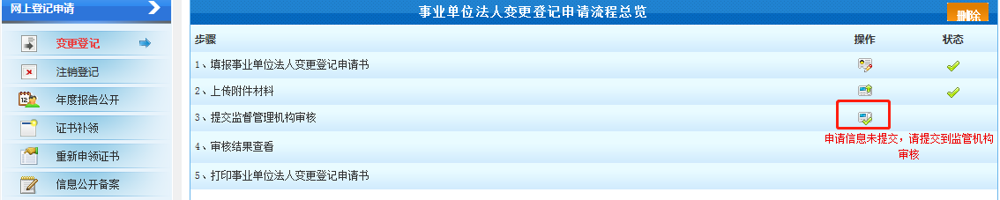 网上登记申请
变更登记
注销登记
年度报告公开
证书补领
重新申领证书
信息公开备案
事业单位法人变更登记申请流程总览
删除
步骤 操作 状态
1、填报事业单位法人变更登记申请书
2、上传附件材料
3、提交监督管理机构审核
申请信息未提交，请提交到监管机构
审核
4、审核结果查看
5、打印事业单位法人变更登记申请书